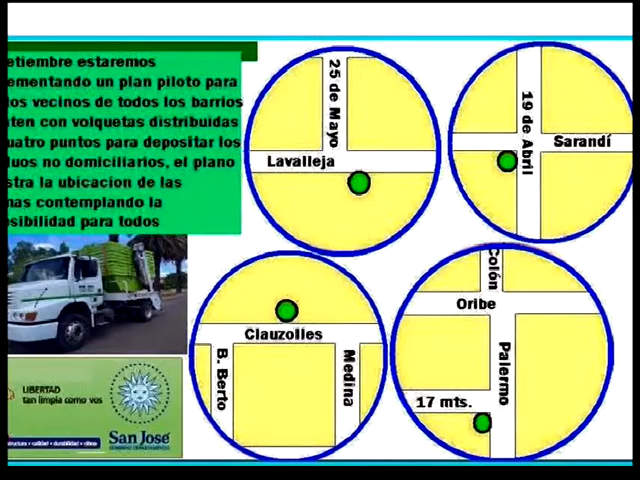 etiembre estaremos
ementando un plan piloto para
los vecinos de todos los barrios
nten con volquetas distribuidas
uatro puntos para depositar los
duos no domiciliarios, el plano
stra la ubicacion de las
mas contemplando la
sibilidad para todos
25 de Mayo
Lavalleja
19 de Abril
Sarandí
Clauzolles
B. Berto
Medina
Colón
Oribe
Palermo
17 mts.
LIBERTAD
tan limpia como vos
San José